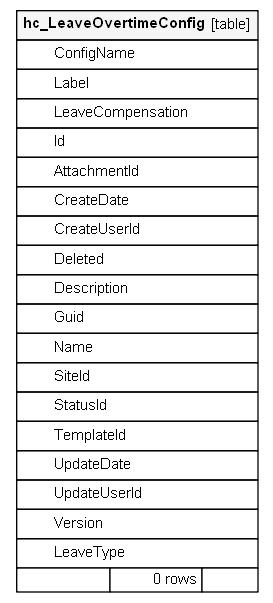 hc_LeaveOvertimeConfig [table]
ConfigName
Label
LeaveCompensation
Id
AttachmentId
CreateDate
CreateUserId
Deleted
Description
Guid
Name
SiteId
StatusId
TemplateId
UpdateDate
UpdateUserId
Version
LeaveType
0 rows